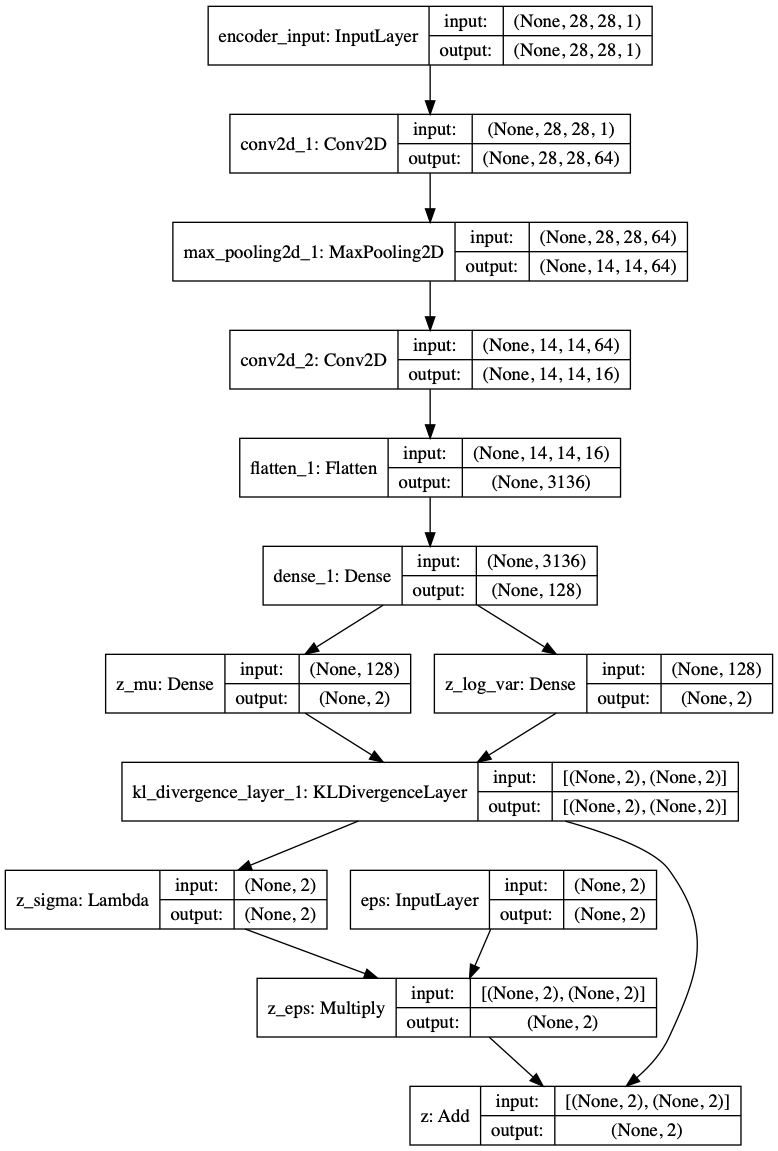 encoder_input: InputLayer
input: (None, 28, 28, 1)
output: (None, 28, 28, 1)
conv2d_1: Conv2D
input: (None, 28, 28, 1)
output: (None, 28, 28, 64)
max_pooling2d_1: MaxPooling2D
input: (None, 28, 28, 64)
output: (None, 14, 14, 64)
conv2d_2: Conv2D
input: (None, 14, 14, 64)
output: (None, 14, 14, 16)
flatten_1: Flatten
input: (None, 14, 14, 16)
output: (None, 3136)
dense_1: Dense
input: (None, 3136)
output: (None, 128)
z_mu: Dense
input: (None, 128)
output: (None, 2)
z_log_var: Dense
input: (None, 128)
output: (None, 2)
kl_divergence_layer_1: KLDivergenceLayer
input: [(None, 2), (None, 2)]
output: [(None, 2), (None, 2)]
z_sigma: Lambda
input: (None, 2)
output: (None, 2)
eps: InputLayer
input: (None, 2)
output: (None, 2)
z_eps: Multiply
input: [(None, 2), (None, 2)]
output: (None, 2)
z: Add
input: [(None, 2), (None, 2)]
output: (None, 2)